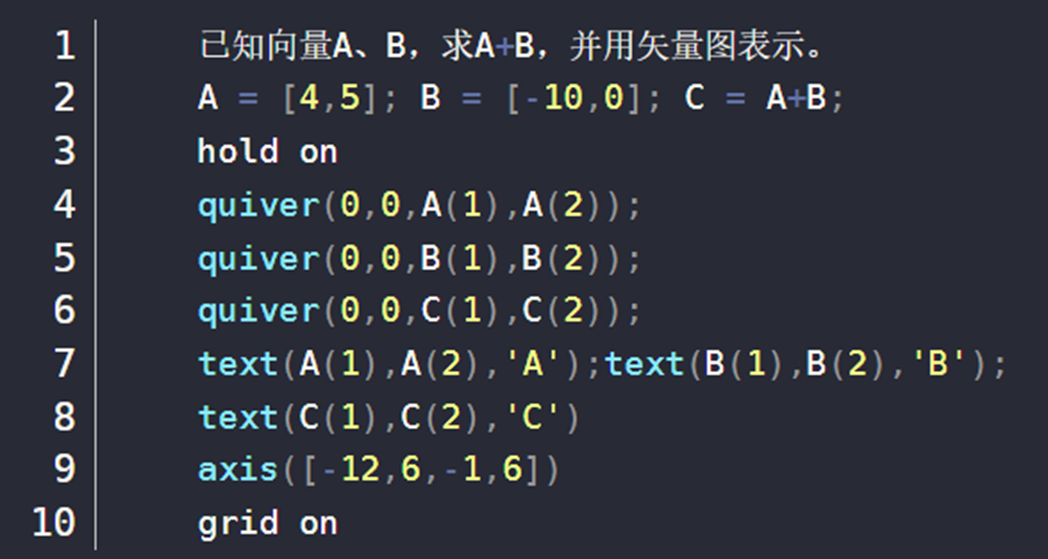 1 已知向量A、B，求A+B，并用矢量图表示。
2 A = [4,5]; B = [-10,0]; C = A+B;
3 hold on
4 quiver(0,0,A(1),A(2));
5 quiver(0,0,B(1),B(2));
6 quiver(0,0,C(1),C(2));
7 text(A(1),A(2),'A');text(B(1),B(2),'B');
8 text(C(1),C(2),'C')
9 axis([-12,6,-1,6])
10 grid on